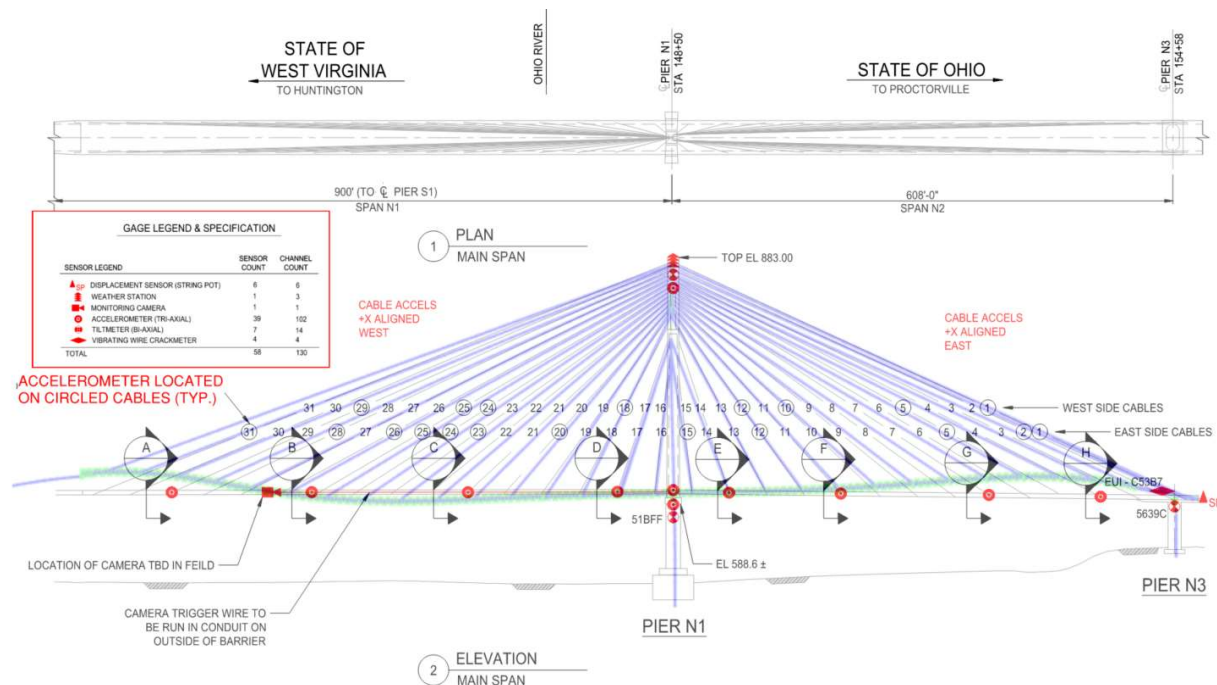 STATE OF
WEST VIRGINIA
TO HUNTINGTON
OHIO RIVER
℄ PIER N1
STA 148+50
STATE OF OHIO
TO PROCTORVILLE
℄ PIER N3
STA 154+58
900' (TO ℄ PIER S1)
SPAN N1
608'-0"
SPAN N2
GAGE LEGEND & SPECIFICATION
SENSOR LEGEND SENSOR COUNT CHANNEL COUNT
SP DISPLACEMENT SENSOR (STRING POT) 6 6
WEATHER STATION 1 3
MONITORING CAMERA 1 1
ACCELEROMETER (TRI-AXIAL) 39 102
TILTMETER (BI-AXIAL) 7 14
VIBRATING WIRE CRACKMETER 4 4
TOTAL 58 130
1 PLAN
MAIN SPAN
TOP EL 883.00
CABLE ACCELS
+X ALIGNED
WEST
CABLE ACCELS
+X ALIGNED
EAST
ACCELEROMETER LOCATED
ON CIRCLED CABLES (TYP.)
31 30 29 28 27 26 25 24 23 22 21 20 19 18 17 16 15 14 13 12 11 10 9 8 7 6 5 4 3 2 1 WEST SIDE CABLES
31 30 29 28 27 26 25 24 23 22 21 20 19 18 17 16 15 14 13 12 11 10 9 8 7 6 5 4 3 2 1 EAST SIDE CABLES
A B C D E F G H
EUI - C53B7
51BFF
5639C
LOCATION OF CAMERA TBD IN FEILD
EL 588.6 ±
CAMERA TRIGGER WIRE TO
BE RUN IN CONDUIT ON
OUTSIDE OF BARRIER
PIER N1
PIER N3
2 ELEVATION
MAIN SPAN